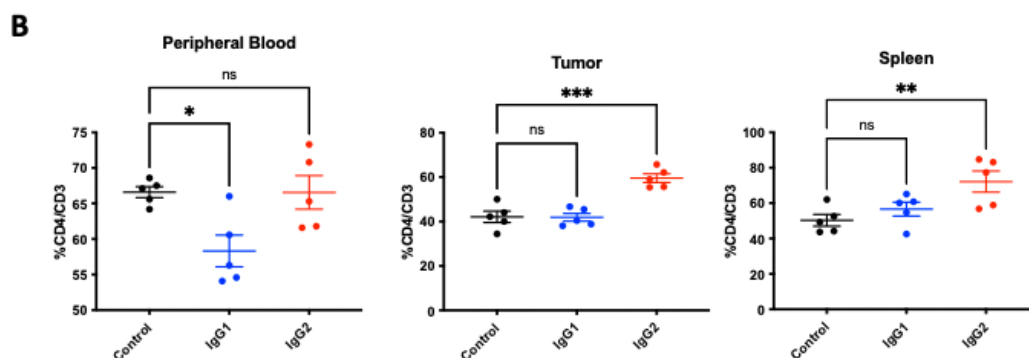 B
Peripheral Blood
ns
*
75
70
65
60
55
50
%CD4/CD3
Control
IgG1
IgG2
Tumor
***
ns
80
60
40
20
0
%CD4/CD3
Control
IgG1
IgG2
Spleen
**
ns
100
80
60
40
20
0
%CD4/CD3
Control
IgG1
IgG2